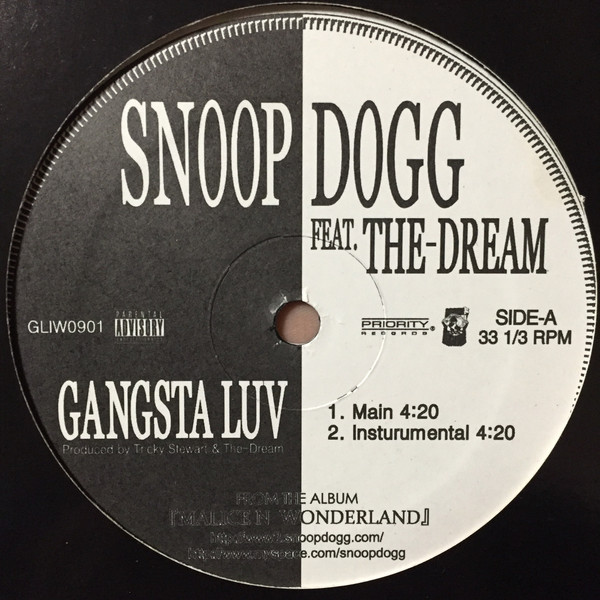 SNOOP DOGG
FEAT. THE-DREAM
GLIW0901
PARENTAL
ADVISORY
PRIORITY
RECORDS
SIDE-A
33 1/3 RPM
GANGSTA LUV
Produced by Tricky Stewart & The-Dream
1. Main 4:20
2. Insturumental 4:20
FROM THE ALBUM
『MALICE N WONDERLAND』
snoopdogg.com/
http://www.myspace.com/snoopdogg